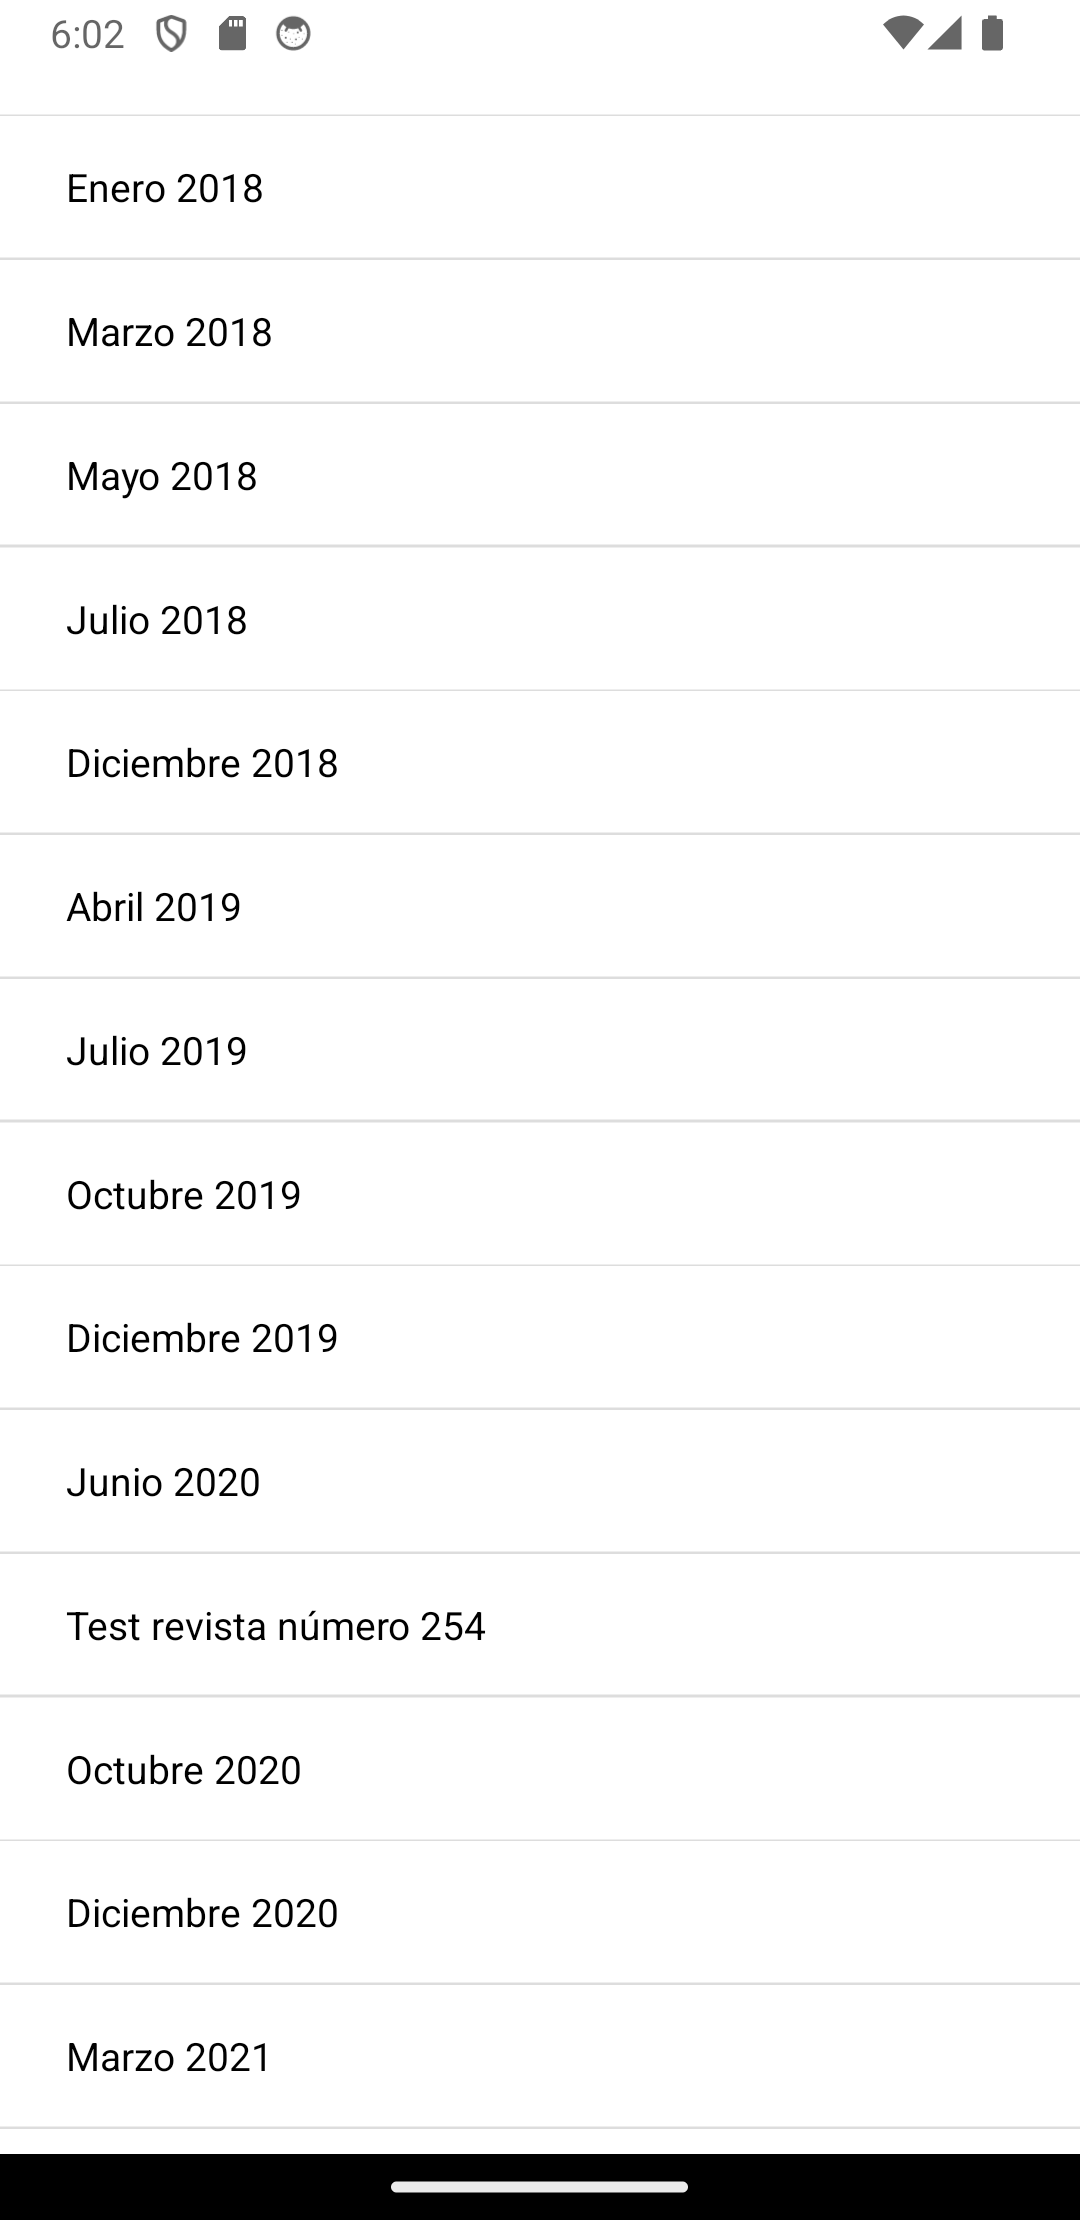 6:02
Enero 2018
Marzo 2018
Mayo 2018
Julio 2018
Diciembre 2018
Abril 2019
Julio 2019
Octubre 2019
Diciembre 2019
Junio 2020
Test revista número 254
Octubre 2020
Diciembre 2020
Marzo 2021